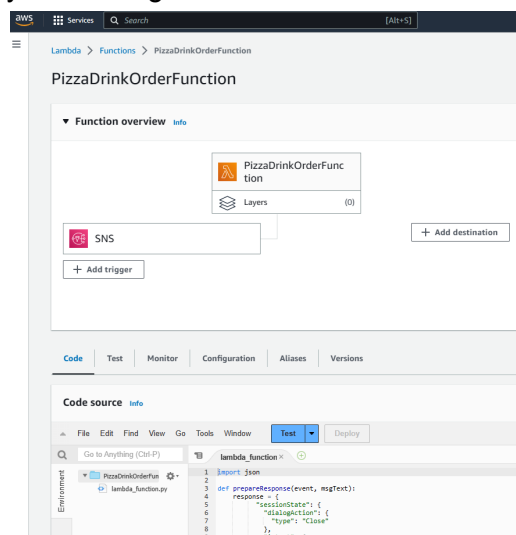 aws Services Search [Alt+S]
Lambda > Functions > PizzaDrinkOrderFunction
PizzaDrinkOrderFunction
Function overview Info
PizzaDrinkOrderFunc
tion
Layers (0)
SNS
+ Add destination
+ Add trigger
Code Test Monitor Configuration Aliases Versions
Code source Info
File Edit Find View Go Tools Window Test Deploy
Go to Anything (Ctrl-P) lambda_function ×
Environment
PizzaDrinkOrderFun
lambda_function.py
1 import json
2
3 def prepareResponse(event, msgText):
4 response = {
5 "sessionState": {
6 "dialogAction": {
7 "type": "Close"
8 },